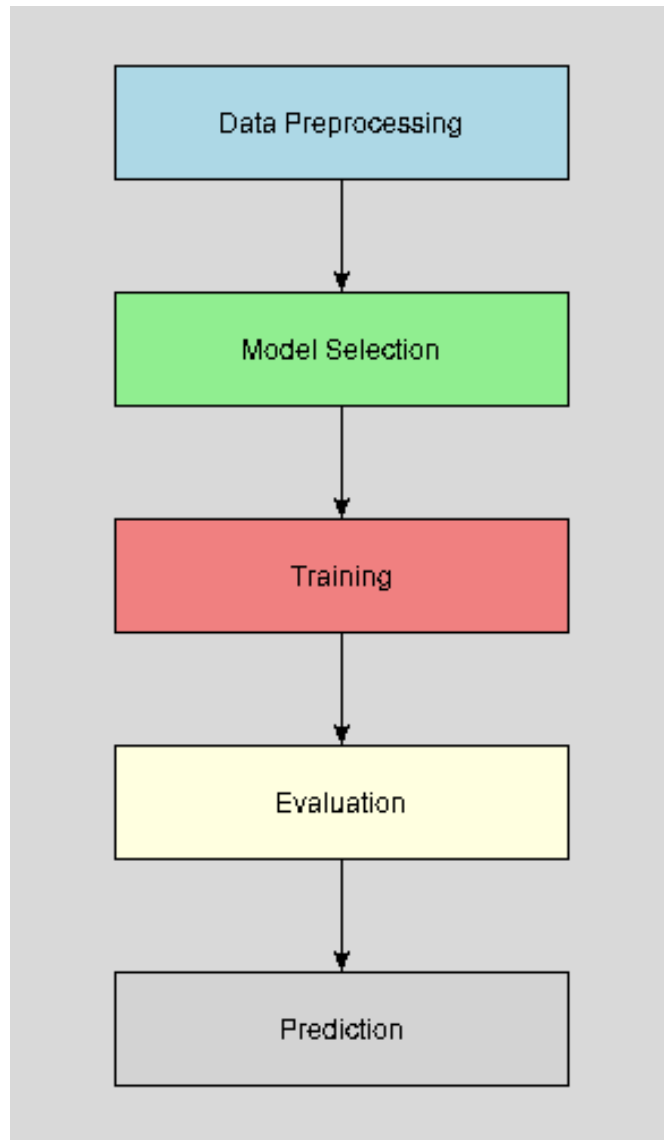 Data Preprocessing
Model Selection
Training
Evaluation
Prediction